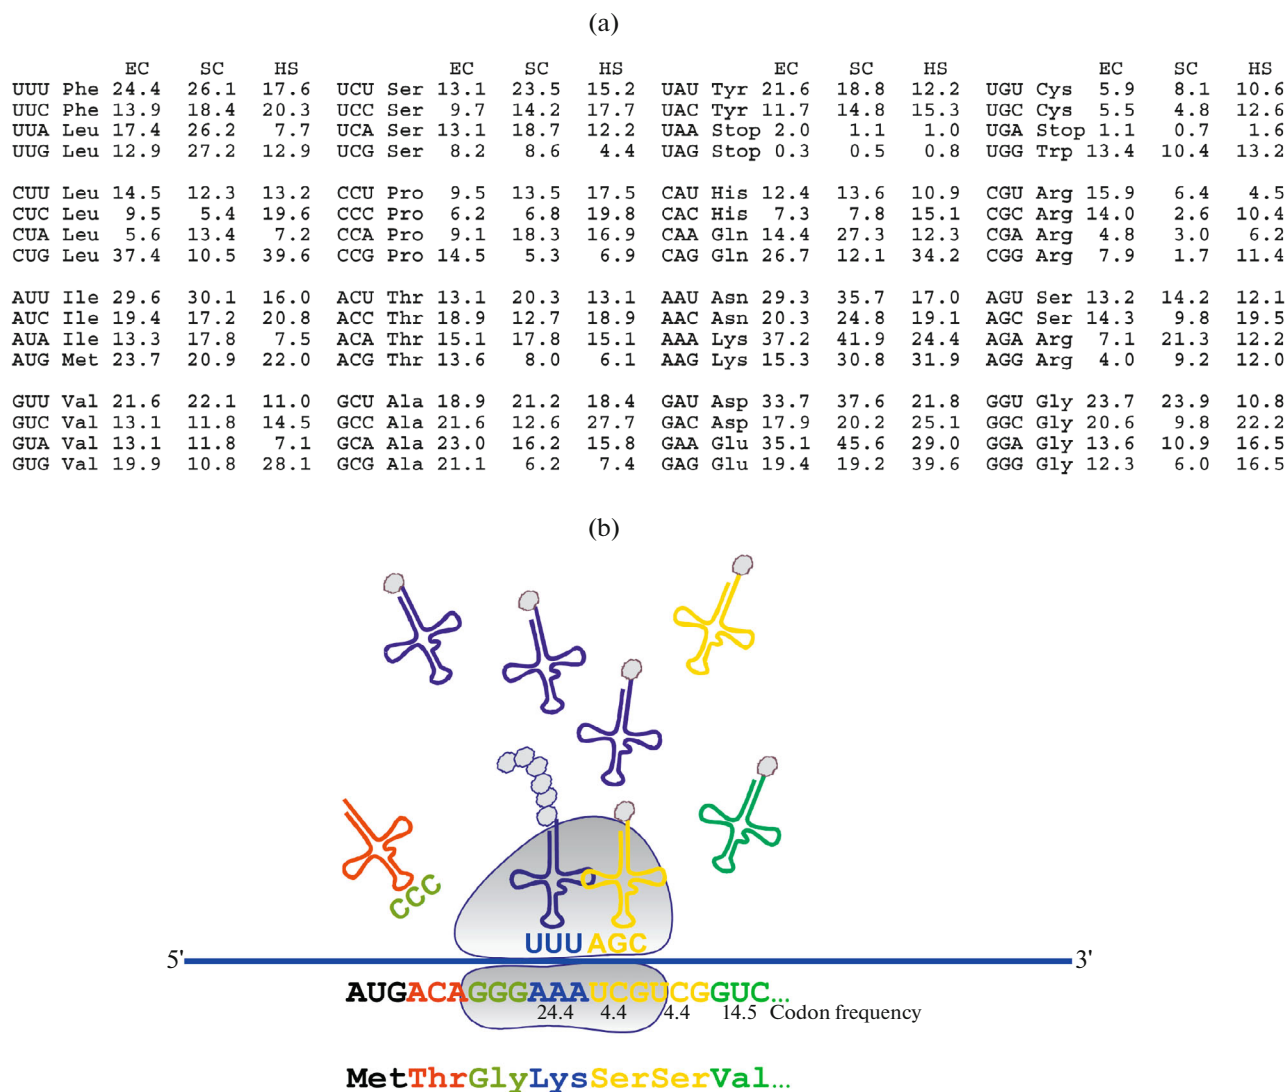 (a)
EC SC HS EC SC HS EC SC HS EC SC HS
UUU Phe 24.4 26.1 17.6 UCU Ser 13.1 23.5 15.2 UAU Tyr 21.6 18.8 12.2 UGU Cys 5.9 8.1 10.6
UUC Phe 13.9 18.4 20.3 UCC Ser 9.7 14.2 17.7 UAC Tyr 11.7 14.8 15.3 UGC Cys 5.5 4.8 12.6
UUA Leu 17.4 26.2 7.7 UCA Ser 13.1 18.7 12.2 UAA Stop 2.0 1.1 1.0 UGA Stop 1.1 0.7 1.6
UUG Leu 12.9 27.2 12.9 UCG Ser 8.2 8.6 4.4 UAG Stop 0.3 0.5 0.8 UGG Trp 13.4 10.4 13.2
CUU Leu 14.5 12.3 13.2 CCU Pro 9.5 13.5 17.5 CAU His 12.4 13.6 10.9 CGU Arg 15.9 6.4 4.5
CUC Leu 9.5 5.4 19.6 CCC Pro 6.2 6.8 19.8 CAC His 7.3 7.8 15.1 CGC Arg 14.0 2.6 10.4
CUA Leu 5.6 13.4 7.2 CCA Pro 9.1 18.3 16.9 CAA Gln 14.4 27.3 12.3 CGA Arg 4.8 3.0 6.2
CUG Leu 37.4 10.5 39.6 CCG Pro 14.5 5.3 6.9 CAG Gln 26.7 12.1 34.2 CGG Arg 7.9 1.7 11.4
AUU Ile 29.6 30.1 16.0 ACU Thr 13.1 20.3 13.1 AAU Asn 29.3 35.7 17.0 AGU Ser 13.2 14.2 12.1
AUC Ile 19.4 17.2 20.8 ACC Thr 18.9 12.7 18.9 AAC Asn 20.3 24.8 19.1 AGC Ser 14.3 9.8 19.5
AUA Ile 13.3 17.8 7.5 ACA Thr 15.1 17.8 15.1 AAA Lys 37.2 41.9 24.4 AGA Arg 7.1 21.3 12.2
AUG Met 23.7 20.9 22.0 ACG Thr 13.6 8.0 6.1 AAG Lys 15.3 30.8 31.9 AGG Arg 4.0 9.2 12.0
GUU Val 21.6 22.1 11.0 GCU Ala 18.9 21.2 18.4 GAU Asp 33.7 37.6 21.8 GGU Gly 23.7 23.9 10.8
GUC Val 13.1 11.8 14.5 GCC Ala 21.6 12.6 27.7 GAC Asp 17.9 20.2 25.1 GGC Gly 20.6 9.8 22.2
GUA Val 13.1 11.8 7.1 GCA Ala 23.0 16.2 15.8 GAA Glu 35.1 45.6 29.0 GGA Gly 13.6 10.9 16.5
GUG Val 19.9 10.8 28.1 GCG Ala 21.1 6.2 7.4 GAG Glu 19.4 19.2 39.6 GGG Gly 12.3 6.0 16.5
(b)
CCC
UUU AGC
5' 3'
AUGACAGGGAAAUCGUCGGUC...
24.4 4.4 4.4 14.5 Codon frequency
MetThrGlyLysSerSerVal...